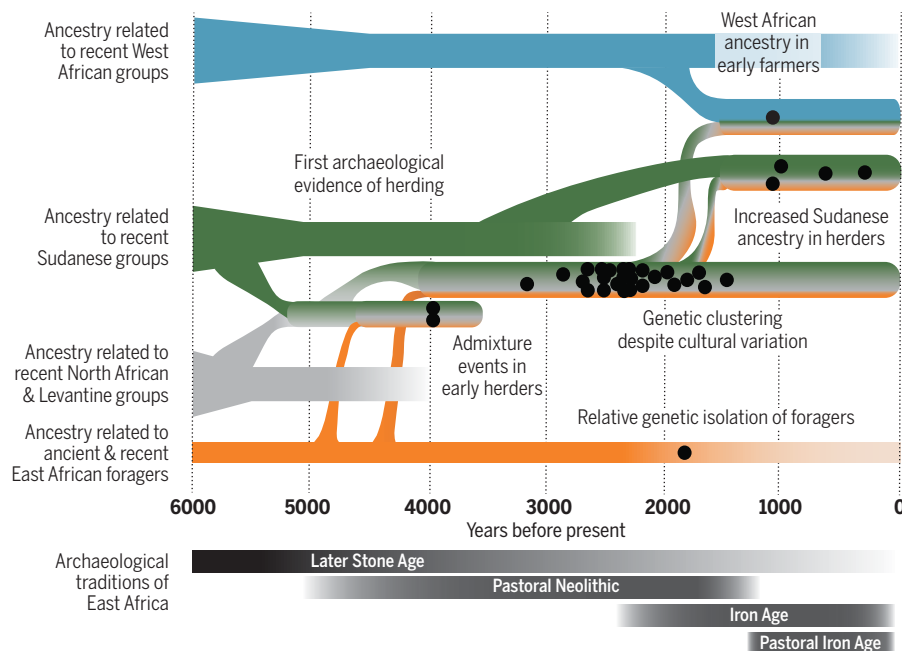 Ancestry related
to recent West
African groups
West African
ancestry in
early farmers
First archaeological
evidence of herding
Ancestry related
to recent
Sudanese groups
Increased Sudanese
ancestry in herders
Genetic clustering
despite cultural variation
Admixture
events in
early herders
Ancestry related to
recent North African
& Levantine groups
Relative genetic isolation of foragers
Ancestry related to
ancient & recent
East African foragers
6000 5000 4000 3000 2000 1000 0
Years before present
Archaeological
traditions of
East Africa
Later Stone Age
Pastoral Neolithic
Iron Age
Pastoral Iron Age